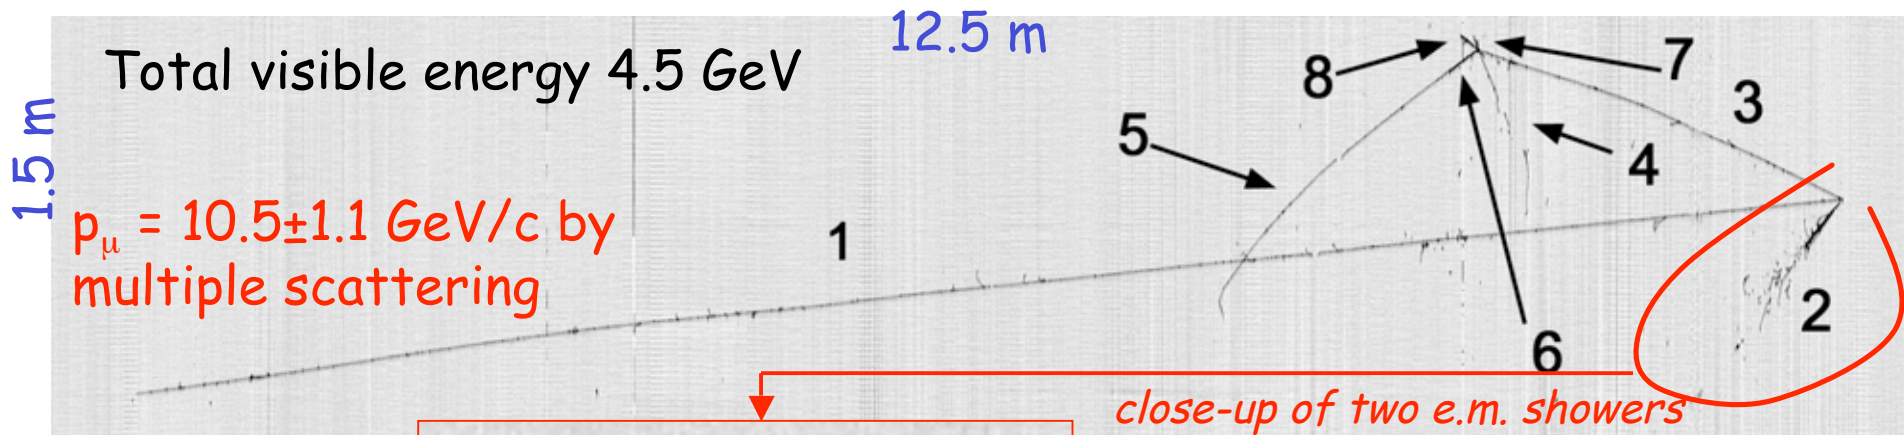 12.5 m
Total visible energy 4.5 GeV
1.5 m
8
7
3
5
4
pμ = 10.5±1.1 GeV/c by
multiple scattering
1
2
6
close-up of two e.m. showers